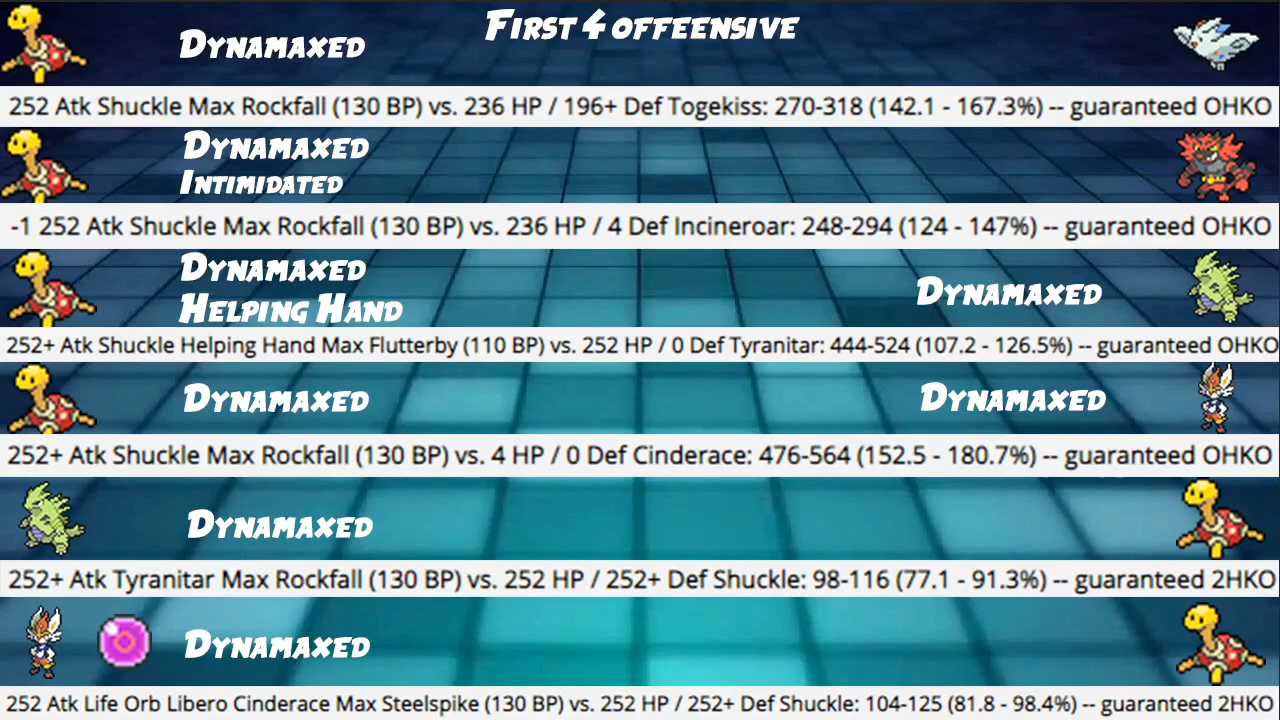 First 4 offeensive
Dynamaxed
252 Atk Shuckle Max Rockfall (130 BP) vs. 236 HP / 196+ Def Togekiss: 270-318 (142.1 - 167.3%) -- guaranteed OHKO
Dynamaxed
Intimidated
-1 252 Atk Shuckle Max Rockfall (130 BP) vs. 236 HP / 4 Def Incineroar: 248-294 (124 - 147%) -- guaranteed OHKO
Dynamaxed
Helping Hand
Dynamaxed
252+ Atk Shuckle Helping Hand Max Flutterby (110 BP) vs. 252 HP / 0 Def Tyranitar: 444-524 (107.2 - 126.5%) -- guaranteed OHKO
Dynamaxed
Dynamaxed
252+ Atk Shuckle Max Rockfall (130 BP) vs. 4 HP / 0 Def Cinderace: 476-564 (152.5 - 180.7%) -- guaranteed OHKO
Dynamaxed
252+ Atk Tyranitar Max Rockfall (130 BP) vs. 252 HP / 252+ Def Shuckle: 98-116 (77.1 - 91.3%) -- guaranteed 2HKO
Dynamaxed
252 Atk Life Orb Libero Cinderace Max Steelspike (130 BP) vs. 252 HP / 252+ Def Shuckle: 104-125 (81.8 - 98.4%) -- guaranteed 2HKO